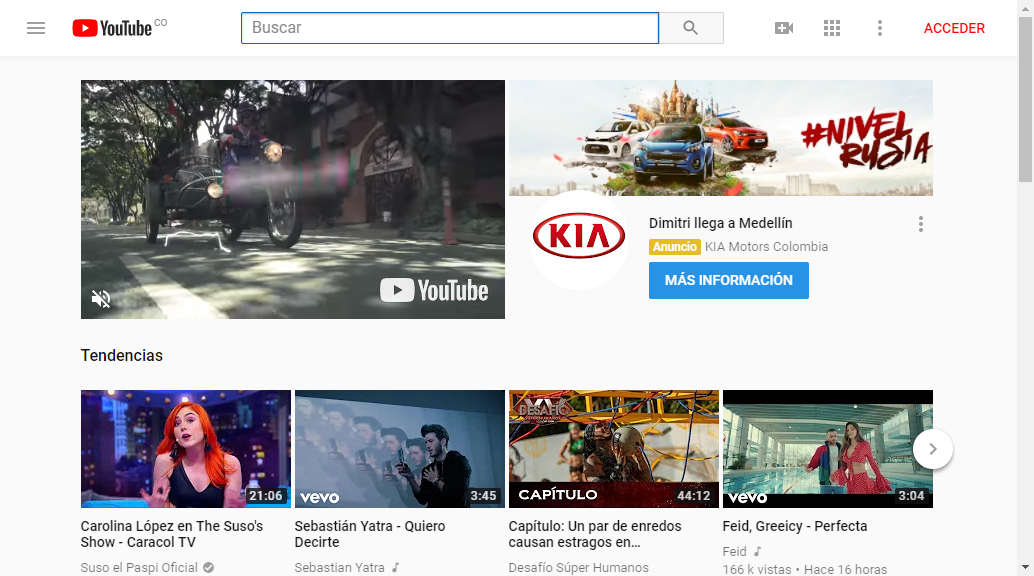 YouTube CO
Buscar
ACCEDER
#NIVEL
RUSIA
YouTube
KIA
Dimitri llega a Medellín
Anuncio KIA Motors Colombia
MÁS INFORMACIÓN
Tendencias
21:06
vevo
3:45
XV
DESAFÍO
CAPÍTULO
44:12
vevo
3:04
Carolina López en The Suso's
Show - Caracol TV
Suso el Paspi Oficial
Sebastián Yatra - Quiero
Decirte
Sebastian Yatra
Capítulo: Un par de enredos
causan estragos en…
Desafío Súper Humanos
Feid, Greeicy - Perfecta
Feid
166 k vistas • Hace 16 horas